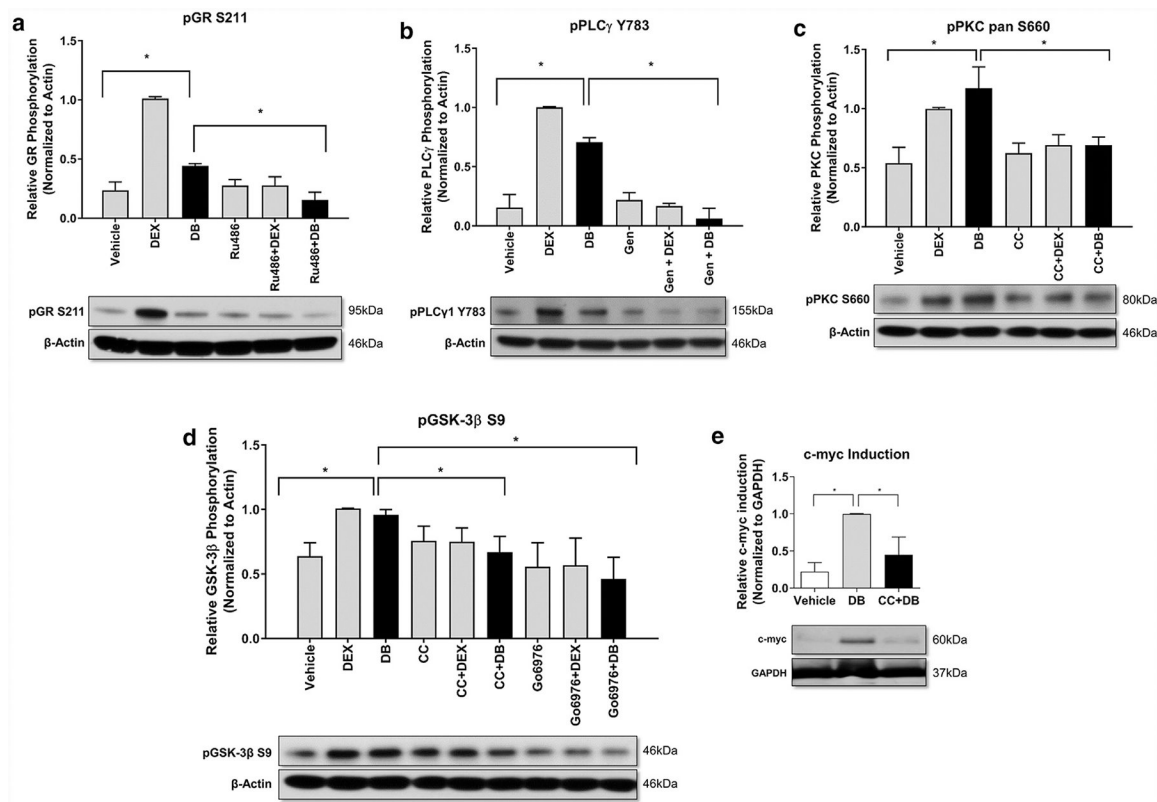 a
pGR S211
Relative GR Phosphorylation
(Normalized to Actin)
1.5
1.0
0.5
0.0
*
*
Vehicle
DEX
DB
Ru486
Ru486+DEX
Ru486+DB
pGR S211
95kDa
β-Actin
46kDa
b
pPLCγ Y783
Relative PLCγ Phosphorylation
(Normalized to Actin)
1.5
1.0
0.5
0.0
*
*
Vehicle
DEX
DB
Gen
Gen + DEX
Gen + DB
pPLCγ1 Y783
155kDa
β-Actin
46kDa
c
pPKC pan S660
Relative PKC Phosphorylation
(Normalized to Actin)
1.5
1.0
0.5
0.0
*
*
Vehicle
DEX
DB
CC
CC+DEX
CC+DB
pPKC S660
80kDa
β-Actin
46kDa
d
pGSK-3β S9
Relative GSK-3β Phosphorylation
(Normalized to Actin)
1.5
1.0
0.5
0.0
*
*
*
Vehicle
DEX
DB
CC
CC+DEX
CC+DB
Go6976
Go6976+DEX
Go6976+DB
pGSK-3β S9
46kDa
β-Actin
46kDa
e
c-myc Induction
Relative c-myc induction
(Normalized to GAPDH)
1.5
1.0
0.5
0.0
*
*
Vehicle
DB
CC+DB
c-myc
60kDa
GAPDH
37kDa